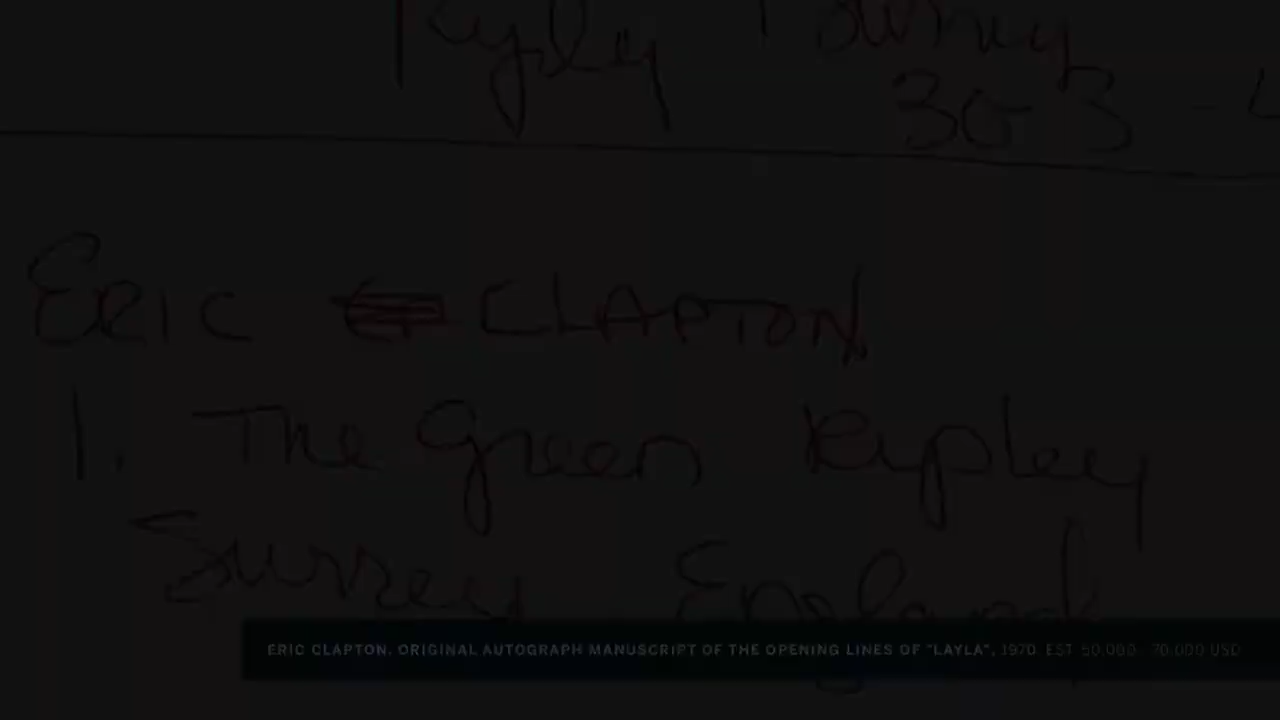 Ripley Surrey
303 -
ERIC CLAPTON
1. The Green Ripley
Surrey England
ERIC CLAPTON. ORIGINAL AUTOGRAPH MANUSCRIPT OF THE OPENING LINES OF "LAYLA", 1970. EST. 50,000 - 70,000 USD